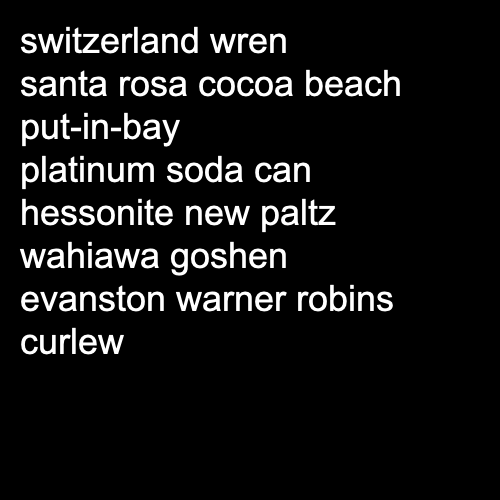 switzerland wren
santa rosa cocoa beach
put-in-bay
platinum soda can
hessonite new paltz
wahiawa goshen
evanston warner robins
curlew